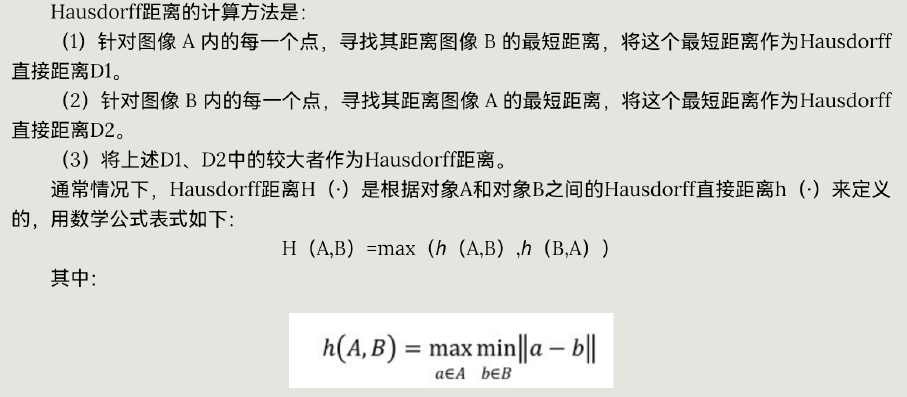 Hausdorff距离的计算方法是：
（1）针对图像 A 内的每一个点，寻找其距离图像 B 的最短距离，将这个最短距离作为Hausdorff
直接距离D1。
（2）针对图像 B 内的每一个点，寻找其距离图像 A 的最短距离，将这个最短距离作为Hausdorff
直接距离D2。
（3）将上述D1、D2中的较大者作为Hausdorff距离。
通常情况下，Hausdorff距离H（·）是根据对象A和对象B之间的Hausdorff直接距离h（·）来定义
的，用数学公式表式如下：
H（A,B）=max（h（A,B）,h（B,A））
其中：
h(A, B) = max min‖a − b‖
a∈A b∈B